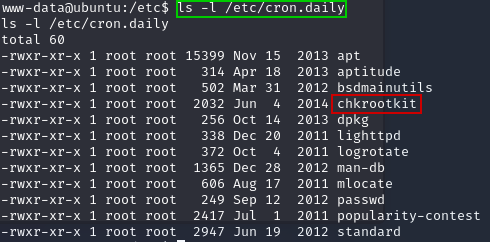 www-data@ubuntu:/etc$ ls -l /etc/cron.daily
ls -l /etc/cron.daily
total 60
-rwxr-xr-x 1 root root 15399 Nov 15  2013 apt
-rwxr-xr-x 1 root root   314 Apr 18  2013 aptitude
-rwxr-xr-x 1 root root   502 Mar 31  2012 bsdmainutils
-rwxr-xr-x 1 root root  2032 Jun  4  2014 chkrootkit
-rwxr-xr-x 1 root root   256 Oct 14  2013 dpkg
-rwxr-xr-x 1 root root   338 Dec 20  2011 lighttpd
-rwxr-xr-x 1 root root   372 Oct  4  2011 logrotate
-rwxr-xr-x 1 root root  1365 Dec 28  2012 man-db
-rwxr-xr-x 1 root root   606 Aug 17  2011 mlocate
-rwxr-xr-x 1 root root   249 Sep 12  2012 passwd
-rwxr-xr-x 1 root root  2417 Jul  1  2011 popularity-contest
-rwxr-xr-x 1 root root  2947 Jun 19  2012 standard